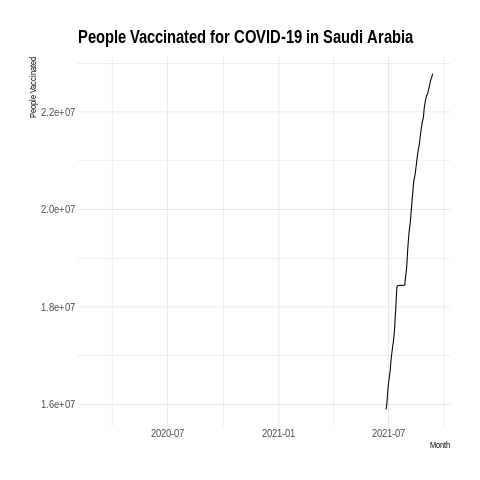 People Vaccinated for COVID-19 in Saudi Arabia
People Vaccinated
2.2e+07
2.0e+07
1.8e+07
1.6e+07
2020-07 2021-01 2021-07
Month